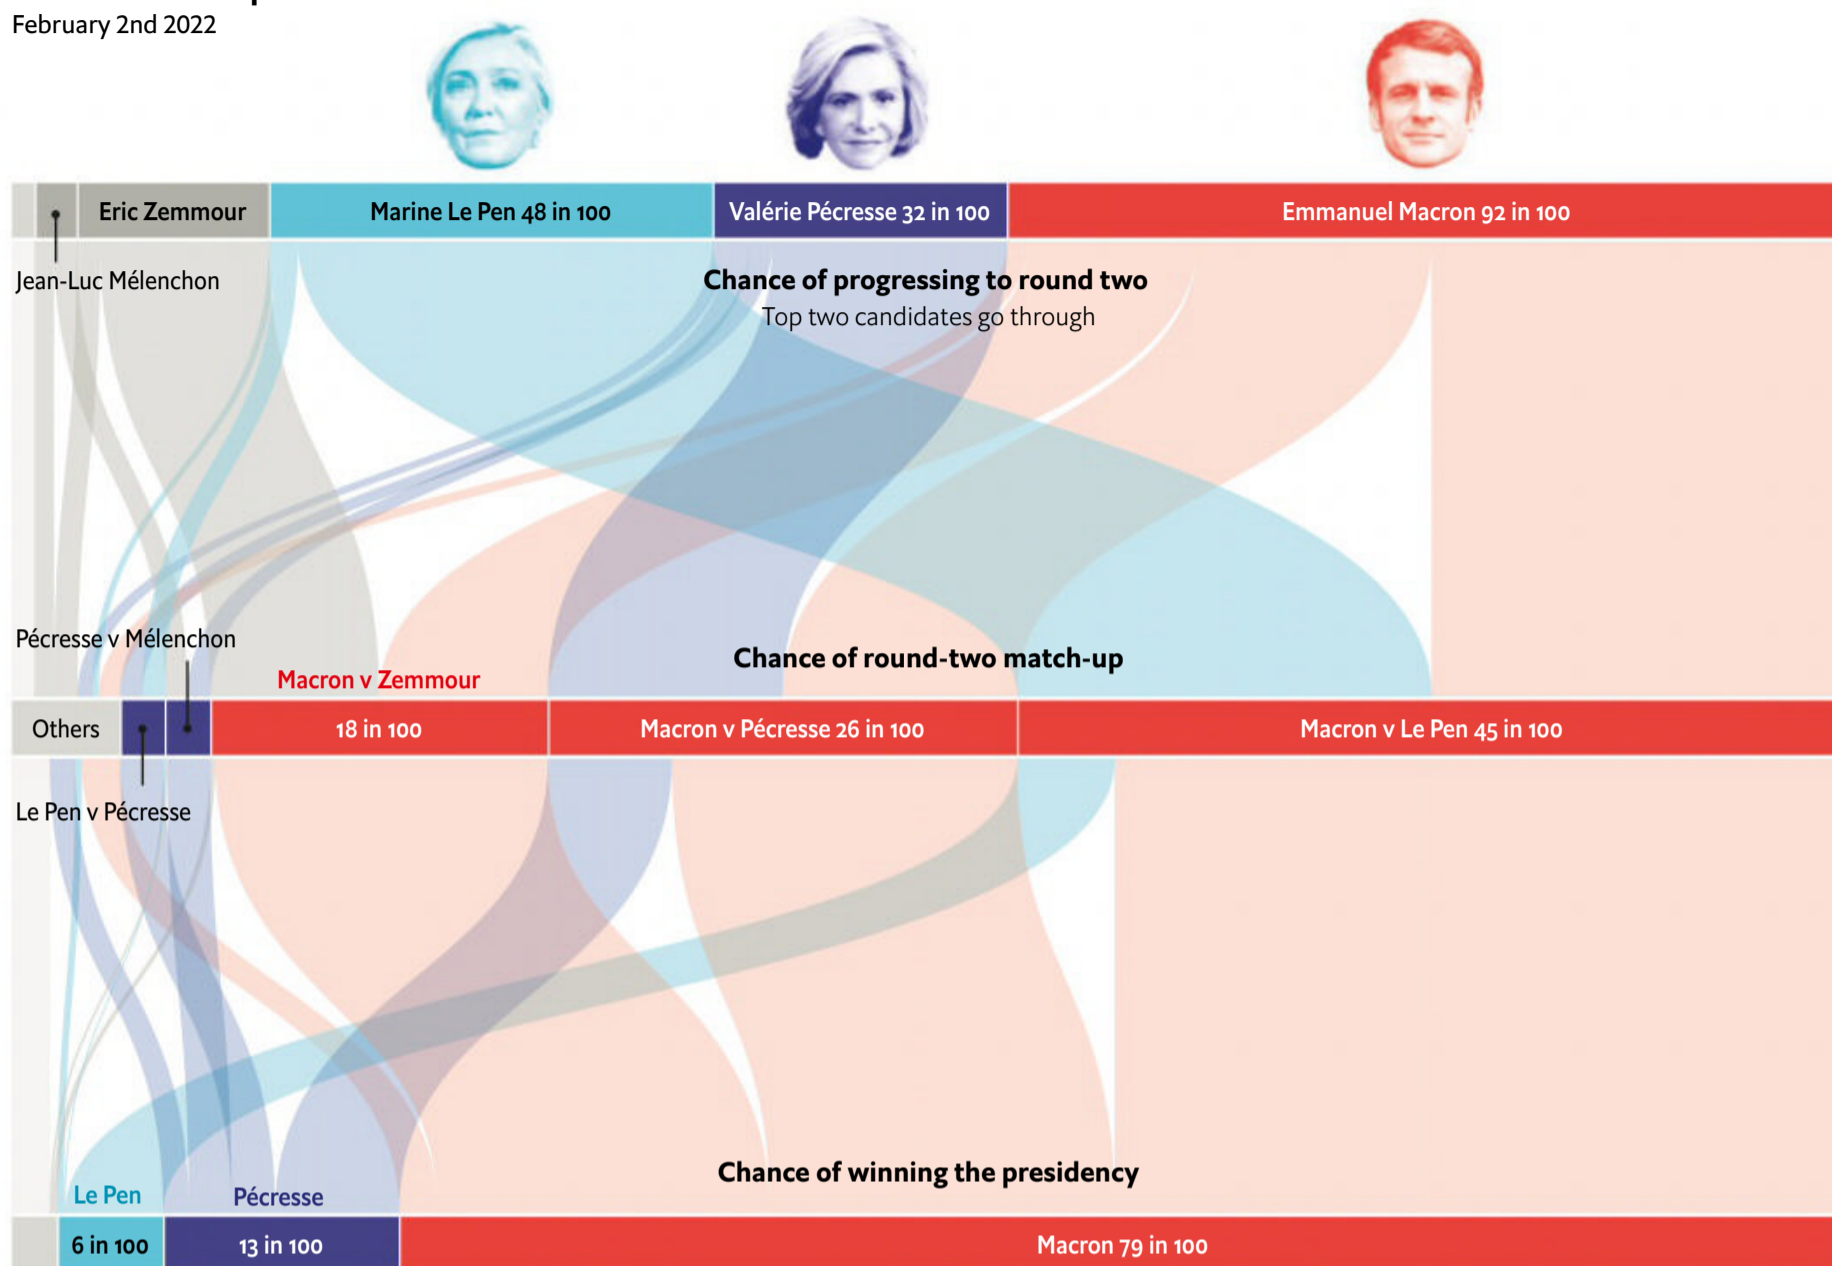 February 2nd 2022
Eric Zemmour
Marine Le Pen 48 in 100
Valérie Pécresse 32 in 100
Emmanuel Macron 92 in 100
Jean-Luc Mélenchon
Chance of progressing to round two
Top two candidates go through
Pécresse v Mélenchon
Chance of round-two match-up
Macron v Zemmour
Others
18 in 100
Macron v Pécresse 26 in 100
Macron v Le Pen 45 in 100
Le Pen v Pécresse
Chance of winning the presidency
Le Pen
Pécresse
6 in 100
13 in 100
Macron 79 in 100